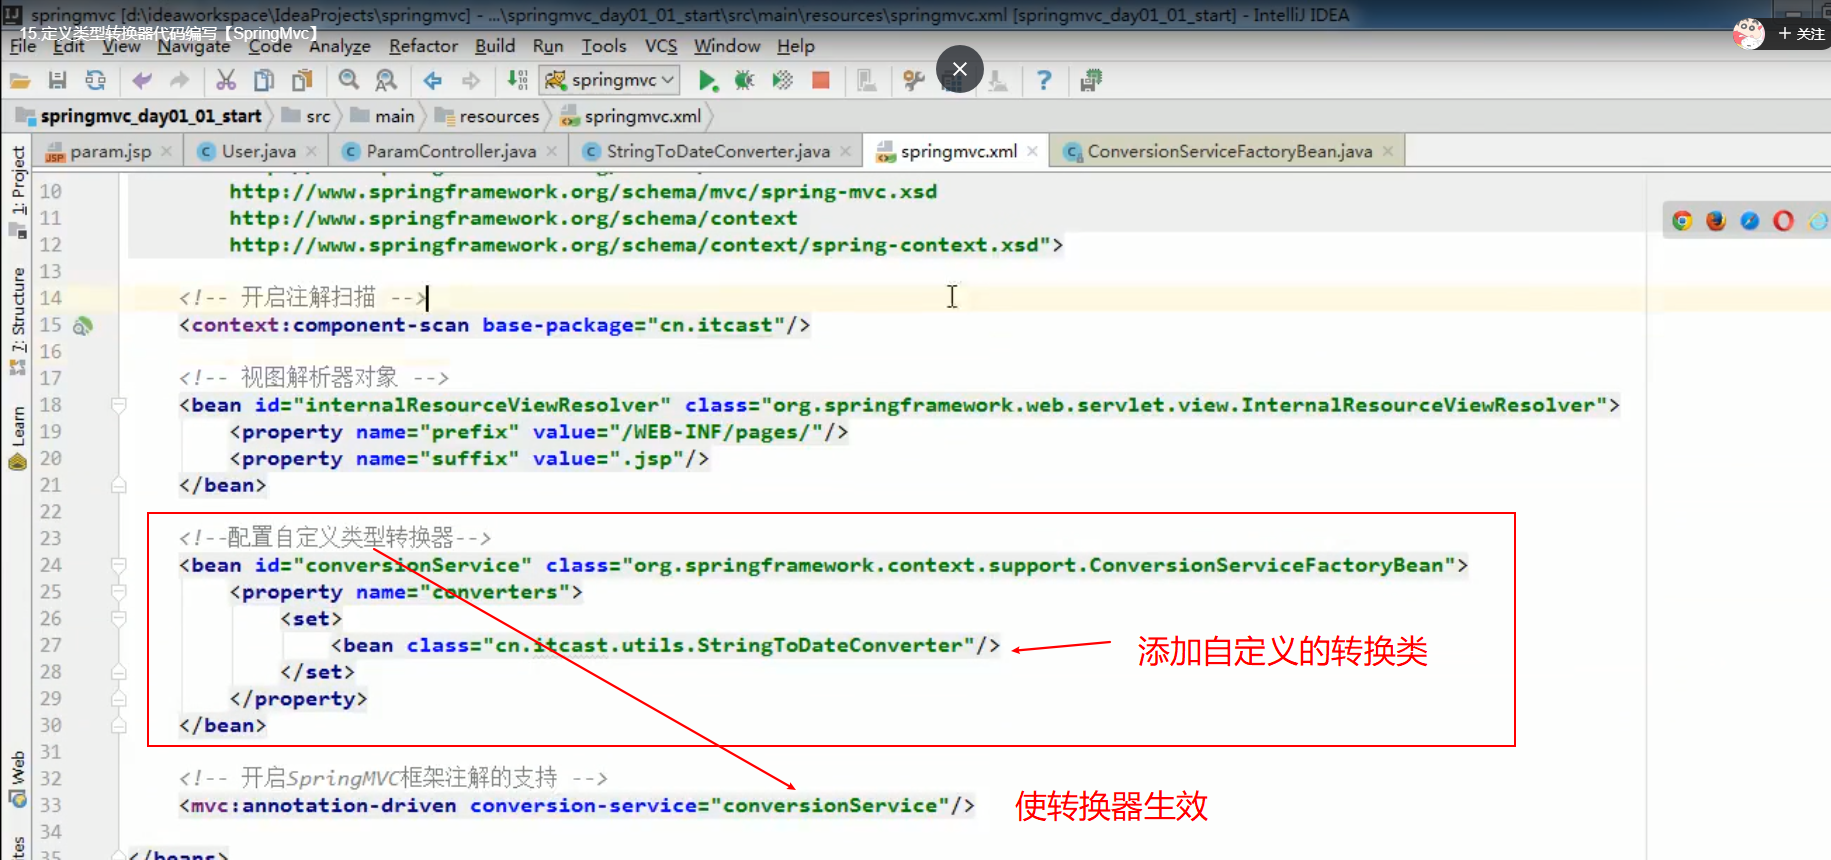 springmvc [d:\ideaworkspace\IdeaProjects\springmvc] - ...\springmvc_day01_01_start\src\main\resources\springmvc.xml [springmvc_day01_01_start] - IntelliJ IDEA
15.定义类型转换器代码编写【SpringMvc】
+ 关注
File Edit View Navigate Code Analyze Refactor Build Run Tools VCS Window Help
springmvc
springmvc_day01_01_start src main resources springmvc.xml
param.jsp User.java ParamController.java StringToDateConverter.java springmvc.xml ConversionServiceFactoryBean.java
1: Project
7: Structure
Learn
Web
10 http://www.springframework.org/schema/mvc/spring-mvc.xsd
11 http://www.springframework.org/schema/context
12 http://www.springframework.org/schema/context/spring-context.xsd">
13
14 <!-- 开启注解扫描 -->
15 <context:component-scan base-package="cn.itcast"/>
16
17 <!-- 视图解析器对象 -->
18 <bean id="internalResourceViewResolver" class="org.springframework.web.servlet.view.InternalResourceViewResolver">
19 <property name="prefix" value="/WEB-INF/pages/"/>
20 <property name="suffix" value=".jsp"/>
21 </bean>
22
23 <!--配置自定义类型转换器-->
24 <bean id="conversionService" class="org.springframework.context.support.ConversionServiceFactoryBean">
25 <property name="converters">
26 <set>
27 <bean class="cn.itcast.utils.StringToDateConverter"/> 添加自定义的转换类
28 </set>
29 </property>
30 </bean>
31
32 <!-- 开启SpringMVC框架注解的支持 -->
33 <mvc:annotation-driven conversion-service="conversionService"/> 使转换器生效
34
35 </beans>